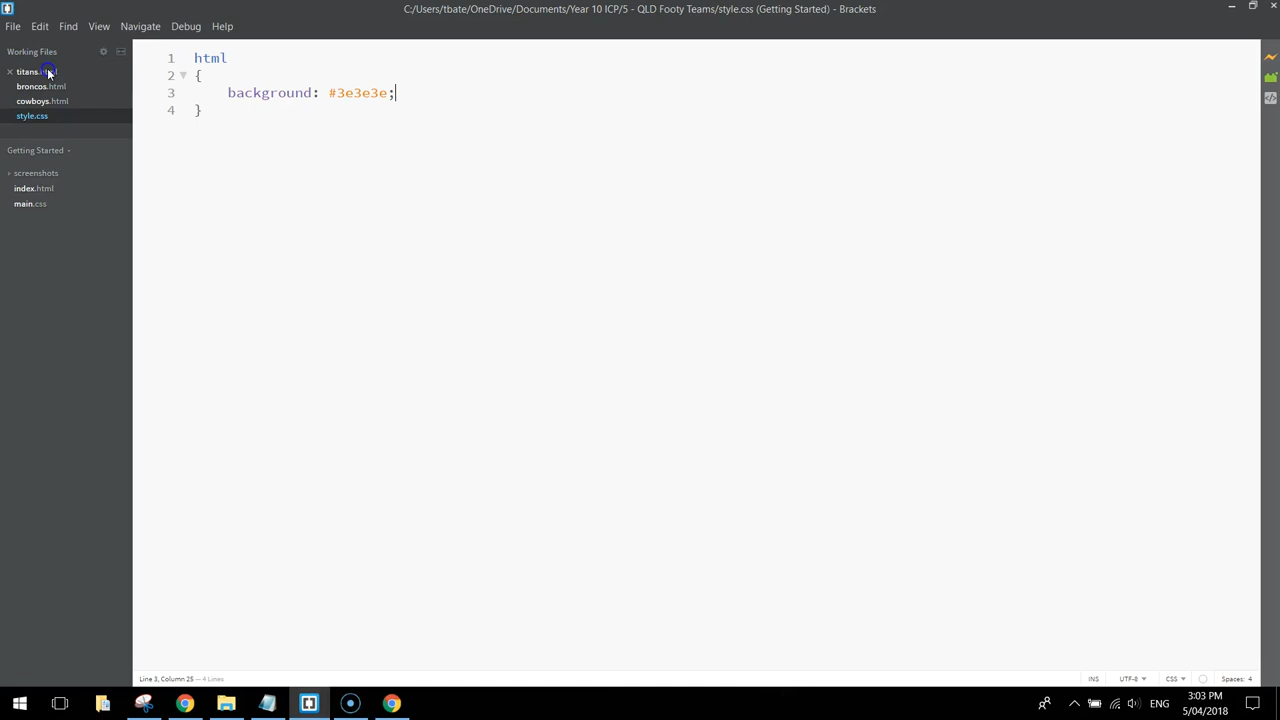 C:/Users/tbate/OneDrive/Documents/Year 10 ICP/5 - QLD Footy Teams/style.css (Getting Started) - Brackets
File Edit Find View Navigate Debug Help
Working Files
titans.html
broncos.html
cowboys.html
style.css
Getting Started
screenshots
index.html
main.css
1 html
2 {
3 background: #3e3e3e;
4 }
Line 3, Column 25 — 4 Lines
INS UTF-8 CSS Spaces: 4
ENG
3:03 PM
5/04/2018